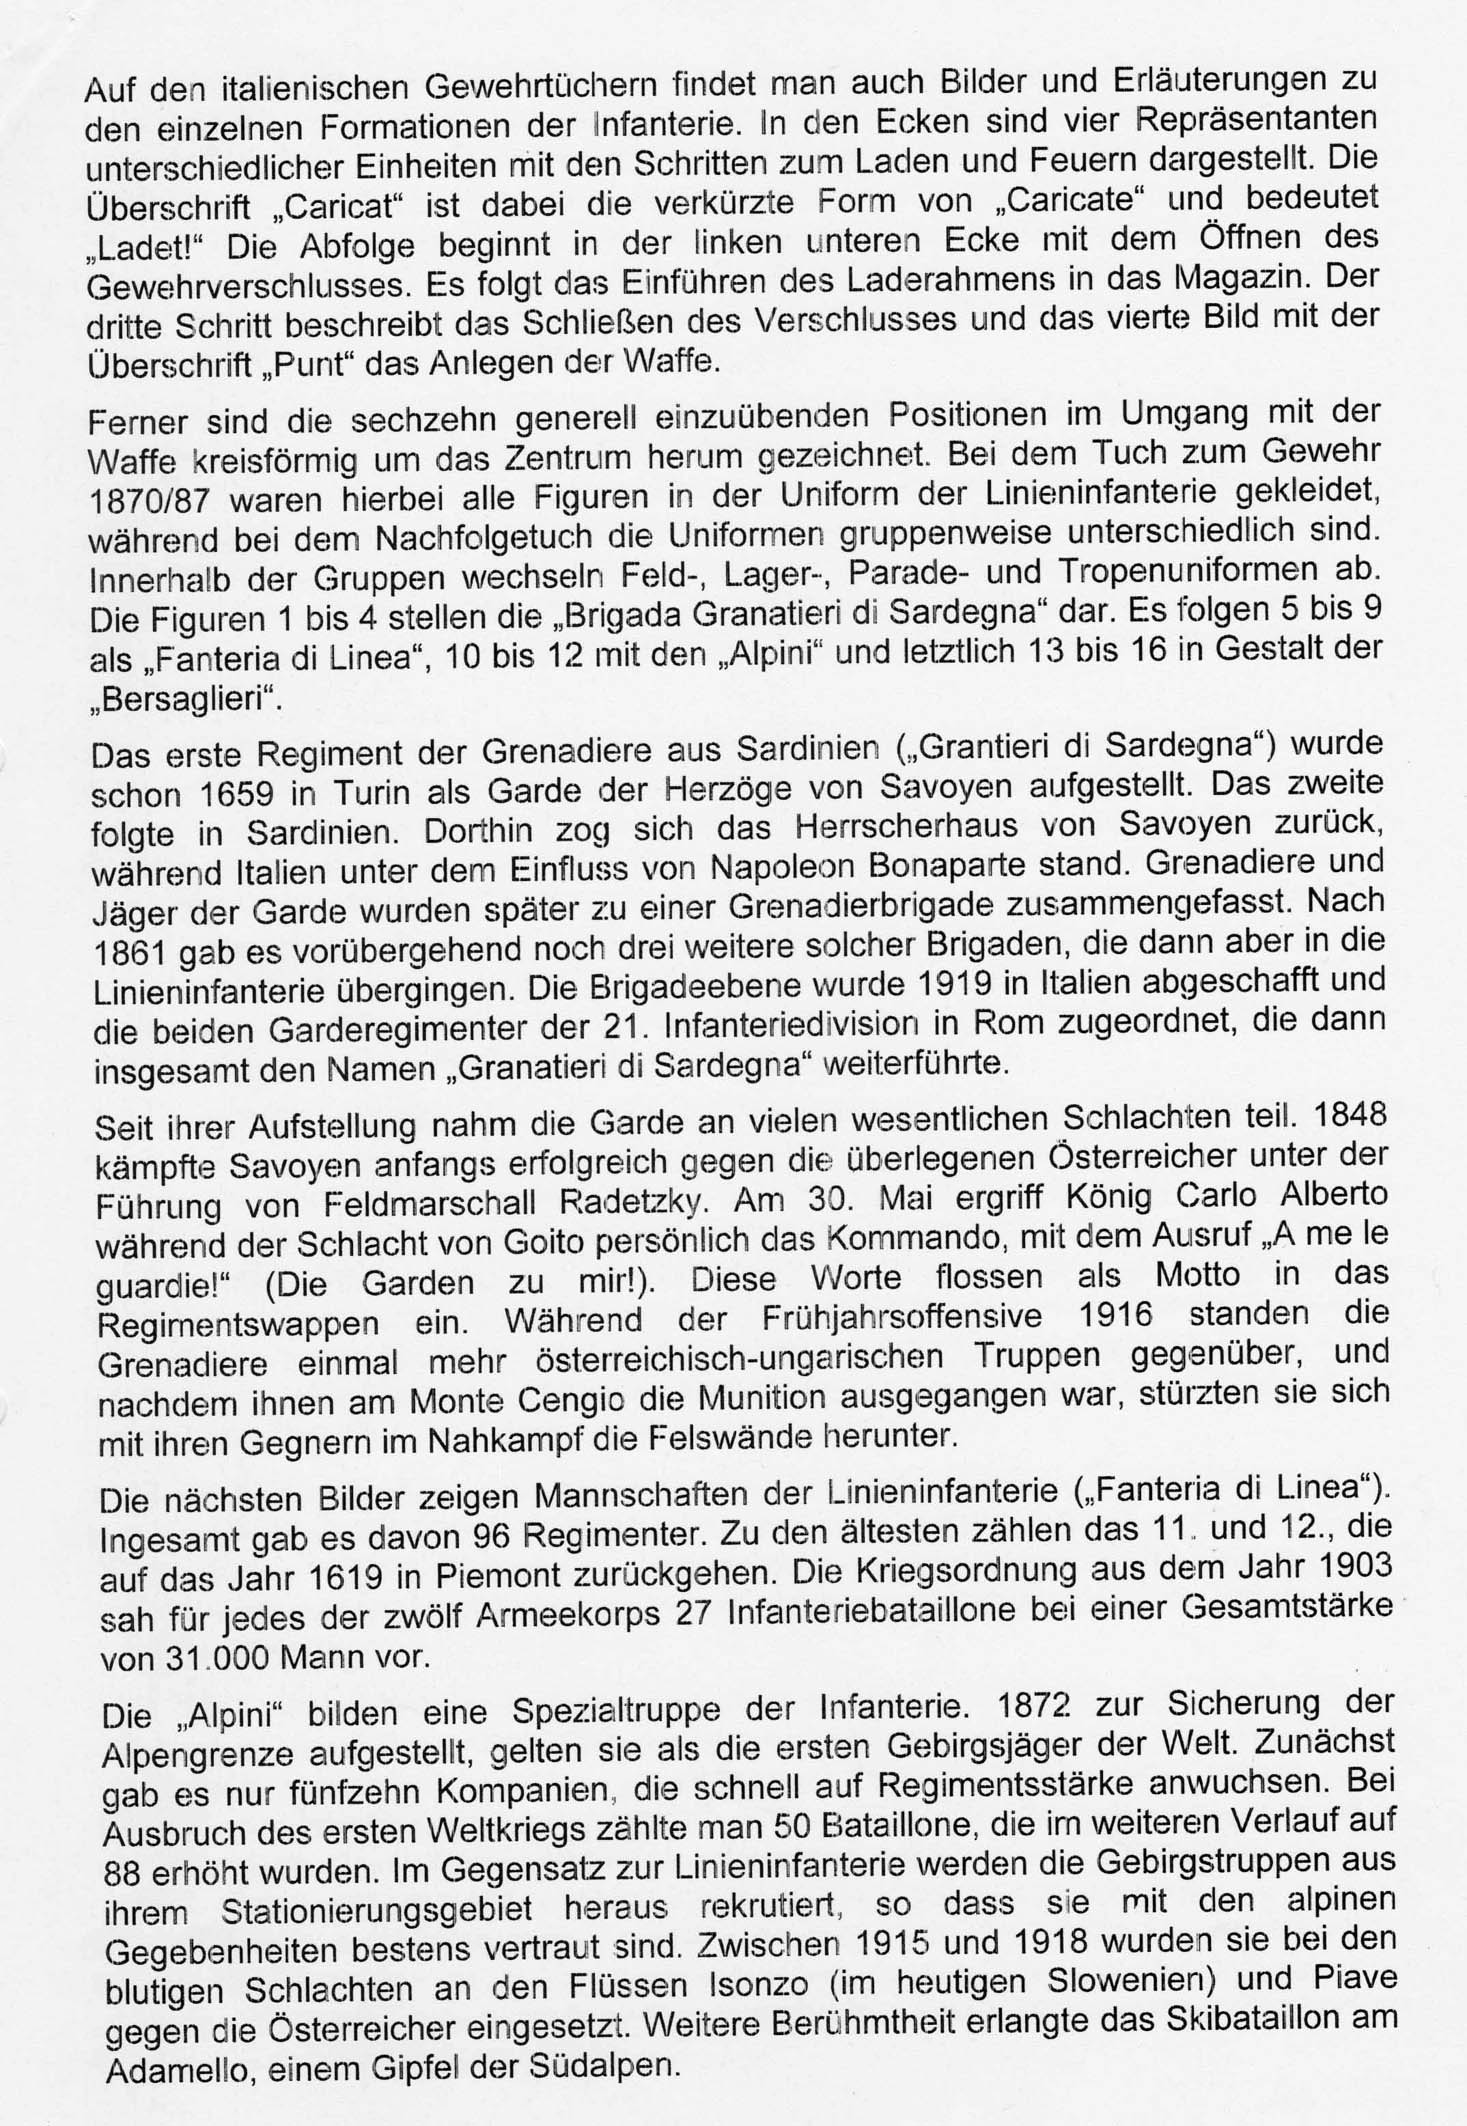 Auf den italienischen Gewehrtüchern findet man auch Bilder und Erläuterungen zu
den einzelnen Formationen der Infanterie. In den Ecken sind vier Repräsentanten
unterschiedlicher Einheiten mit den Schritten zum Laden und Feuern dargestellt. Die
Überschrift „Caricat“ ist dabei die verkürzte Form von „Caricate“ und bedeutet
„Ladet!“ Die Abfolge beginnt in der linken unteren Ecke mit dem Öffnen des
Gewehrverschlusses. Es folgt das Einführen des Laderahmens in das Magazin. Der
dritte Schritt beschreibt das Schließen des Verschlusses und das vierte Bild mit der
Überschrift „Punt“ das Anlegen der Waffe.
Ferner sind die sechzehn generell einzuübenden Positionen im Umgang mit der
Waffe kreisförmig um das Zentrum herum gezeichnet. Bei dem Tuch zum Gewehr
1870/87 waren hierbei alle Figuren in der Uniform der Linieninfanterie gekleidet,
während bei dem Nachfolgetuch die Uniformen gruppenweise unterschiedlich sind.
Innerhalb der Gruppen wechseln Feld-, Lager-, Parade- und Tropenuniformen ab.
Die Figuren 1 bis 4 stellen die „Brigada Granatieri di Sardegna“ dar. Es folgen 5 bis 9
als „Fanteria di Linea“, 10 bis 12 mit den „Alpini“ und letztlich 13 bis 16 in Gestalt der
„Bersaglieri“.
Das erste Regiment der Grenadiere aus Sardinien („Grantieri di Sardegna“) wurde
schon 1659 in Turin als Garde der Herzöge von Savoyen aufgestellt. Das zweite
folgte in Sardinien. Dorthin zog sich das Herrscherhaus von Savoyen zurück,
während Italien unter dem Einfluss von Napoleon Bonaparte stand. Grenadiere und
Jäger der Garde wurden später zu einer Grenadierbrigade zusammengefasst. Nach
1861 gab es vorübergehend noch drei weitere solcher Brigaden, die dann aber in die
Linieninfanterie übergingen. Die Brigadeebene wurde 1919 in Italien abgeschafft und
die beiden Garderegimenter der 21. Infanteriedivision in Rom zugeordnet, die dann
insgesamt den Namen „Granatieri di Sardegna“ weiterführte.
Seit ihrer Aufstellung nahm die Garde an vielen wesentlichen Schlachten teil. 1848
kämpfte Savoyen anfangs erfolgreich gegen die überlegenen Österreicher unter der
Führung von Feldmarschall Radetzky. Am 30. Mai ergriff König Carlo Alberto
während der Schlacht von Goito persönlich das Kommando, mit dem Ausruf „A me le
guardie!“ (Die Garden zu mir!). Diese Worte flossen als Motto in das
Regimentswappen ein. Während der Frühjahrsoffensive 1916 standen die
Grenadiere einmal mehr österreichisch-ungarischen Truppen gegenüber, und
nachdem ihnen am Monte Cengio die Munition ausgegangen war, stürzten sie sich
mit ihren Gegnern im Nahkampf die Felswände herunter.
Die nächsten Bilder zeigen Mannschaften der Linieninfanterie („Fanteria di Linea“).
Ingesamt gab es davon 96 Regimenter. Zu den ältesten zählen das 11. und 12., die
auf das Jahr 1619 in Piemont zurückgehen. Die Kriegsordnung aus dem Jahr 1903
sah für jedes der zwölf Armeekorps 27 Infanteriebataillone bei einer Gesamtstärke
von 31.000 Mann vor.
Die „Alpini“ bilden eine Spezialtruppe der Infanterie. 1872 zur Sicherung der
Alpengrenze aufgestellt, gelten sie als die ersten Gebirgsjäger der Welt. Zunächst
gab es nur fünfzehn Kompanien, die schnell auf Regimentsstärke anwuchsen. Bei
Ausbruch des ersten Weltkriegs zählte man 50 Bataillone, die im weiteren Verlauf auf
88 erhöht wurden. Im Gegensatz zur Linieninfanterie werden die Gebirgstruppen aus
ihrem Stationierungsgebiet heraus rekrutiert, so dass sie mit den alpinen
Gegebenheiten bestens vertraut sind. Zwischen 1915 und 1918 wurden sie bei den
blutigen Schlachten an den Flüssen Isonzo (im heutigen Slowenien) und Piave
gegen die Österreicher eingesetzt. Weitere Berühmtheit erlangte das Skibataillon am
Adamello, einem Gipfel der Südalpen.